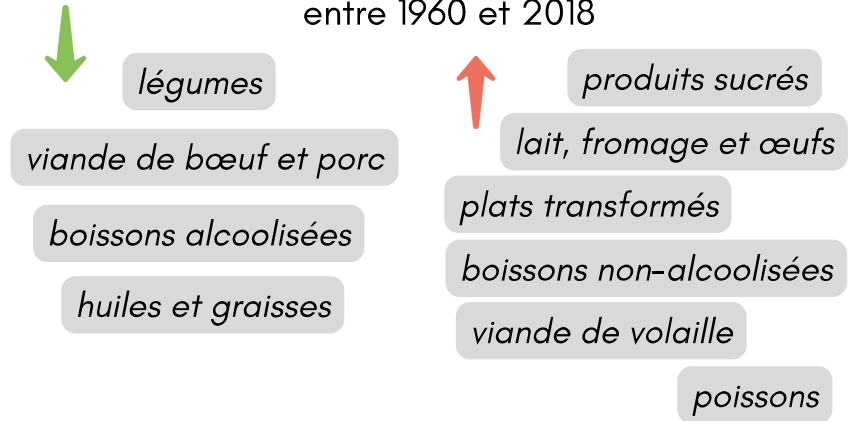 entre 1960 et 2018
légumes
viande de bœuf et porc
boissons alcoolisées
huiles et graisses
produits sucrés
lait, fromage et œufs
plats transformés
boissons non-alcoolisées
viande de volaille
poissons